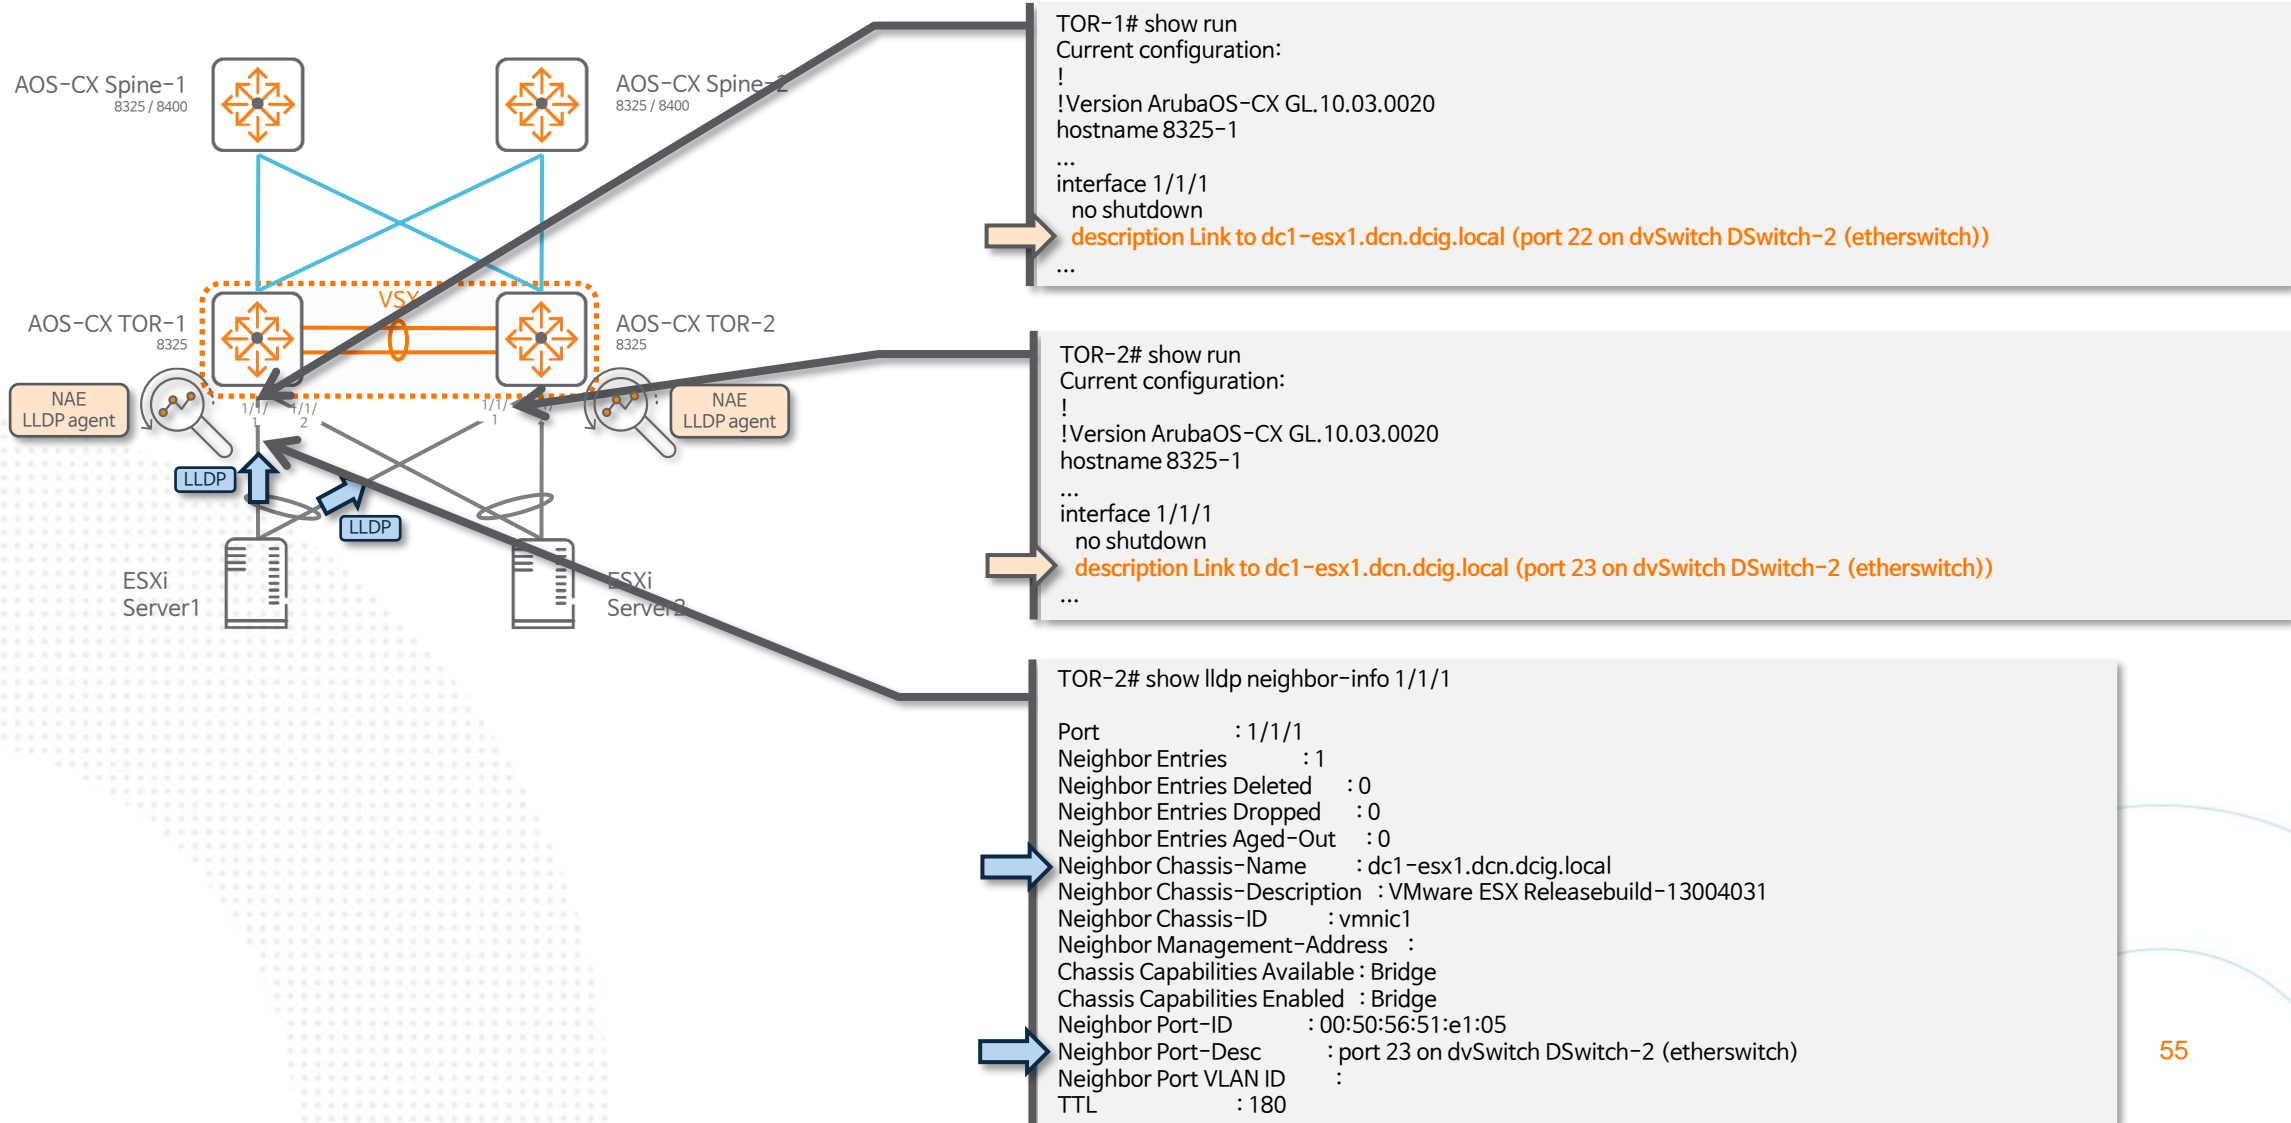 AOS-CX Spine-1
8325 / 8400
AOS-CX Spine-2
8325 / 8400
VSX
AOS-CX TOR-1
8325
AOS-CX TOR-2
8325
NAE
LLDP agent
NAE
LLDP agent
1/1/
1
1/1/
2
1/1/
1
LLDP
LLDP
ESXi
Server1
ESXi
Server2
TOR-1# show run
Current configuration:
!
!Version ArubaOS-CX GL.10.03.0020
hostname 8325-1
...
interface 1/1/1
no shutdown
description Link to dc1-esx1.dcn.dcig.local (port 22 on dvSwitch DSwitch-2 (etherswitch))
...
TOR-2# show run
Current configuration:
!
!Version ArubaOS-CX GL.10.03.0020
hostname 8325-1
...
interface 1/1/1
no shutdown
description Link to dc1-esx1.dcn.dcig.local (port 23 on dvSwitch DSwitch-2 (etherswitch))
...
TOR-2# show lldp neighbor-info 1/1/1
Port : 1/1/1
Neighbor Entries : 1
Neighbor Entries Deleted : 0
Neighbor Entries Dropped : 0
Neighbor Entries Aged-Out : 0
Neighbor Chassis-Name : dc1-esx1.dcn.dcig.local
Neighbor Chassis-Description : VMware ESX Releasebuild-13004031
Neighbor Chassis-ID : vmnic1
Neighbor Management-Address :
Chassis Capabilities Available : Bridge
Chassis Capabilities Enabled : Bridge
Neighbor Port-ID : 00:50:56:51:e1:05
Neighbor Port-Desc : port 23 on dvSwitch DSwitch-2 (etherswitch)
Neighbor Port VLAN ID :
TTL : 180
55